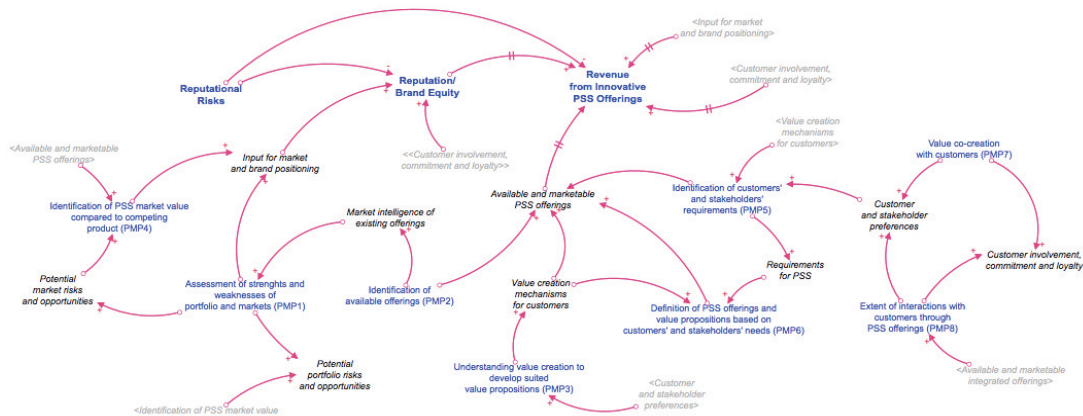 <Input for market
and brand positioning>
Reputational
Risks
Reputation/
Brand Equity
Revenue
from Innovative
PSS Offerings
<Customer involvement,
commitment and loyalty>
<Available and marketable
PSS offerings>
Input for market
and brand positioning
<<Customer involvement,
commitment and loyalty>>
<Value creation
mechanisms
for customers>
Value co-creation
with customers (PMP7)
Identification of PSS market value
compared to competing
product (PMP4)
Market intelligence of
existing offerings
Available and marketable
PSS offerings
Identification of customers'
and stakeholders'
requirements (PMP5)
Customer
and stakeholder
preferences
Customer involvement,
commitment and loyalty
Potential
market risks
and opportunities
Assessment of strenghts and
weaknesses of
portfolio and markets (PMP1)
Identification of
available offerings (PMP2)
Value creation
mechanisms
for customers
Requirements
for PSS
Definition of PSS offerings and
value propositions based on
customers' and stakeholders' needs (PMP6)
Extent of interactions with
customers through
PSS offerings (PMP8)
Potential
portfolio risks
and opportunities
Understanding value creation to
develop suited
value propositions (PMP3)
<Customer
and stakeholder
preferences>
<Available and marketable
integrated offerings>
<Identification of PSS market value